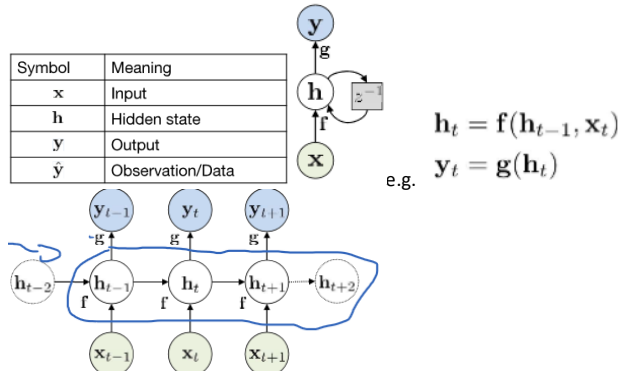 y
g
Symbol Meaning
x Input
h Hidden state
y Output
ŷ Observation/Data
h
z⁻¹
f
x
e.g.
hₜ = f(hₜ₋₁, xₜ)
yₜ = g(hₜ)
yₜ₋₁ yₜ yₜ₊₁
g g g
hₜ₋₂ hₜ₋₁ hₜ hₜ₊₁ hₜ₊₂
f f f
xₜ₋₁ xₜ xₜ₊₁